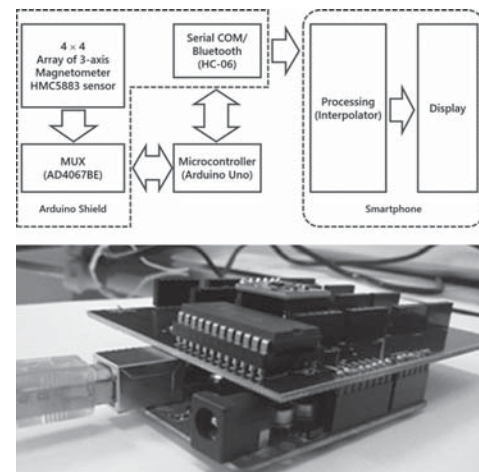 4 × 4
Array of 3-axis
Magnetometer
HMC5883 sensor
Serial COM/
Bluetooth
(HC-06)
Processing
(Interpolator)
Display
MUX
(AD4067BE)
Microcontroller
(Arduino Uno)
Arduino Shield
Smartphone